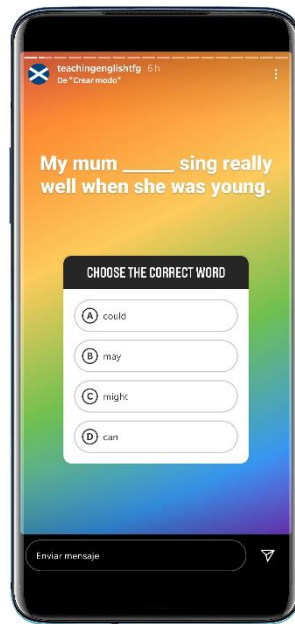 teachingenglishtfg 6 h
De "Crear modo"
My mum _____ sing really
well when she was young.
CHOOSE THE CORRECT WORD
A could
B may
C might
D can
Enviar mensaje